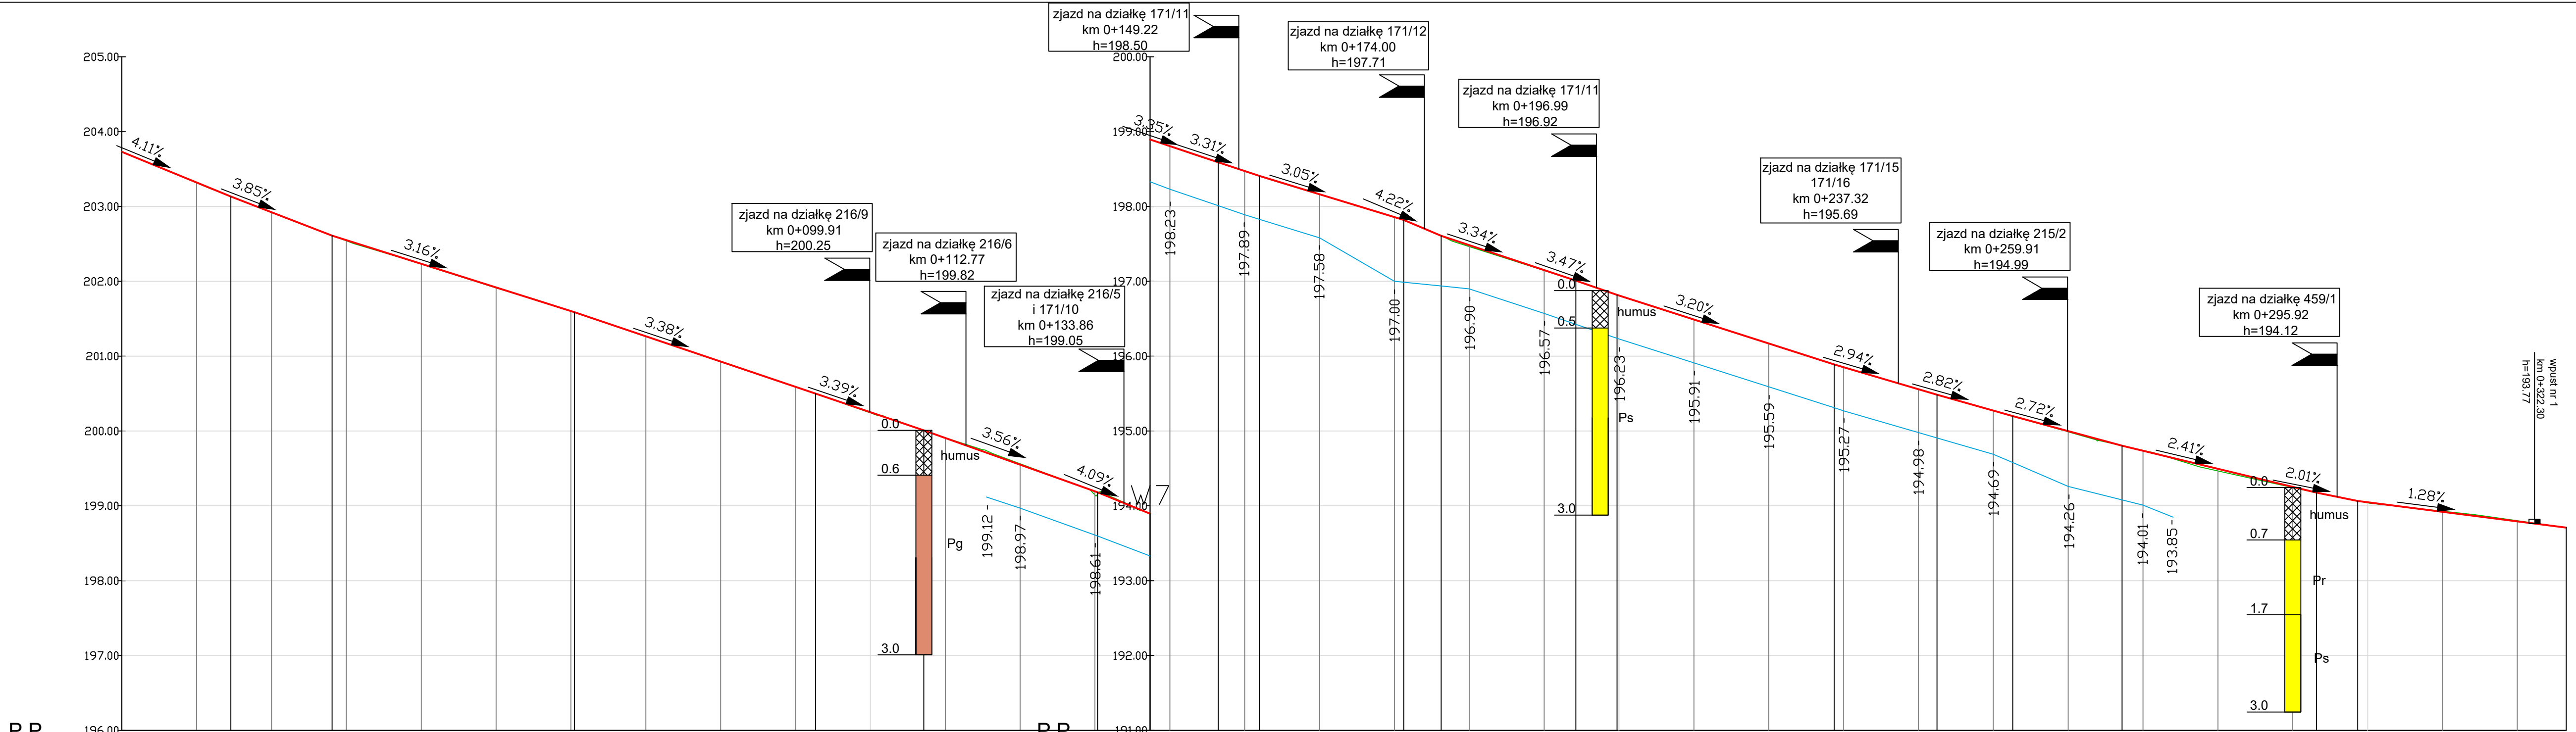 zjazd na działkę 171/11
km 0+149.22
h=198.50
zjazd na działkę 171/12
km 0+174.00
h=197.71
zjazd na działkę 171/11
km 0+196.99
h=196.92
zjazd na działkę 171/15
171/16
km 0+237.32
h=195.69
zjazd na działkę 216/9
km 0+099.91
h=200.25
zjazd na działkę 216/6
km 0+112.77
h=199.82
zjazd na działkę 216/5
i 171/10
km 0+133.86
h=199.05
zjazd na działkę 215/2
km 0+259.91
h=194.99
zjazd na działkę 459/1
km 0+295.92
h=194.12
wpust nr 1
km 0+322.30
h=193.77
205.00
204.00
203.00
202.00
201.00
200.00
199.00
198.00
197.00
196.00
4.11%
3.85%
3.16%
3.38%
3.39%
3.56%
4.09%
0.0
humus
0.6
Pg
3.0
199.12
198.97
198.61
W7
200.00
199.00
198.00
197.00
196.00
195.00
194.00
193.00
192.00
191.00
3.35%
3.31%
3.05%
4.22%
3.34%
3.47%
3.20%
2.94%
2.82%
2.72%
2.41%
2.01%
1.28%
198.23
197.89
197.58
197.00
196.90
196.57
196.23
195.91
195.59
195.27
194.98
194.69
194.26
194.01
193.85
0.0
humus
0.5
Ps
3.0
0.0
humus
0.7
Pr
1.7
Ps
3.0
P.P.
P.P.